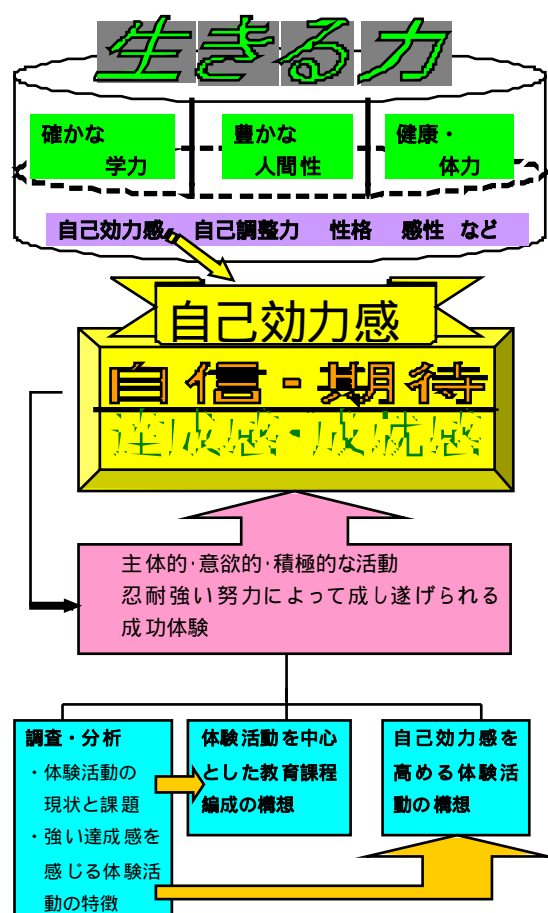 生きる力
確かな
学力
豊かな
人間性
健康・
体力
自己効力感 自己調整力 性格 感性 など
自己効力感
自信・期待
達成感・成就感
主体的・意欲的・積極的な活動
忍耐強い努力によって成し遂げられる
成功体験
調査・分析
・体験活動の
現状と課題
・強い達成感を
感じる体験活
動の特徴
体験活動を中心
とした教育課程
編成の構想
自己効力感を
高める体験活
動の構想